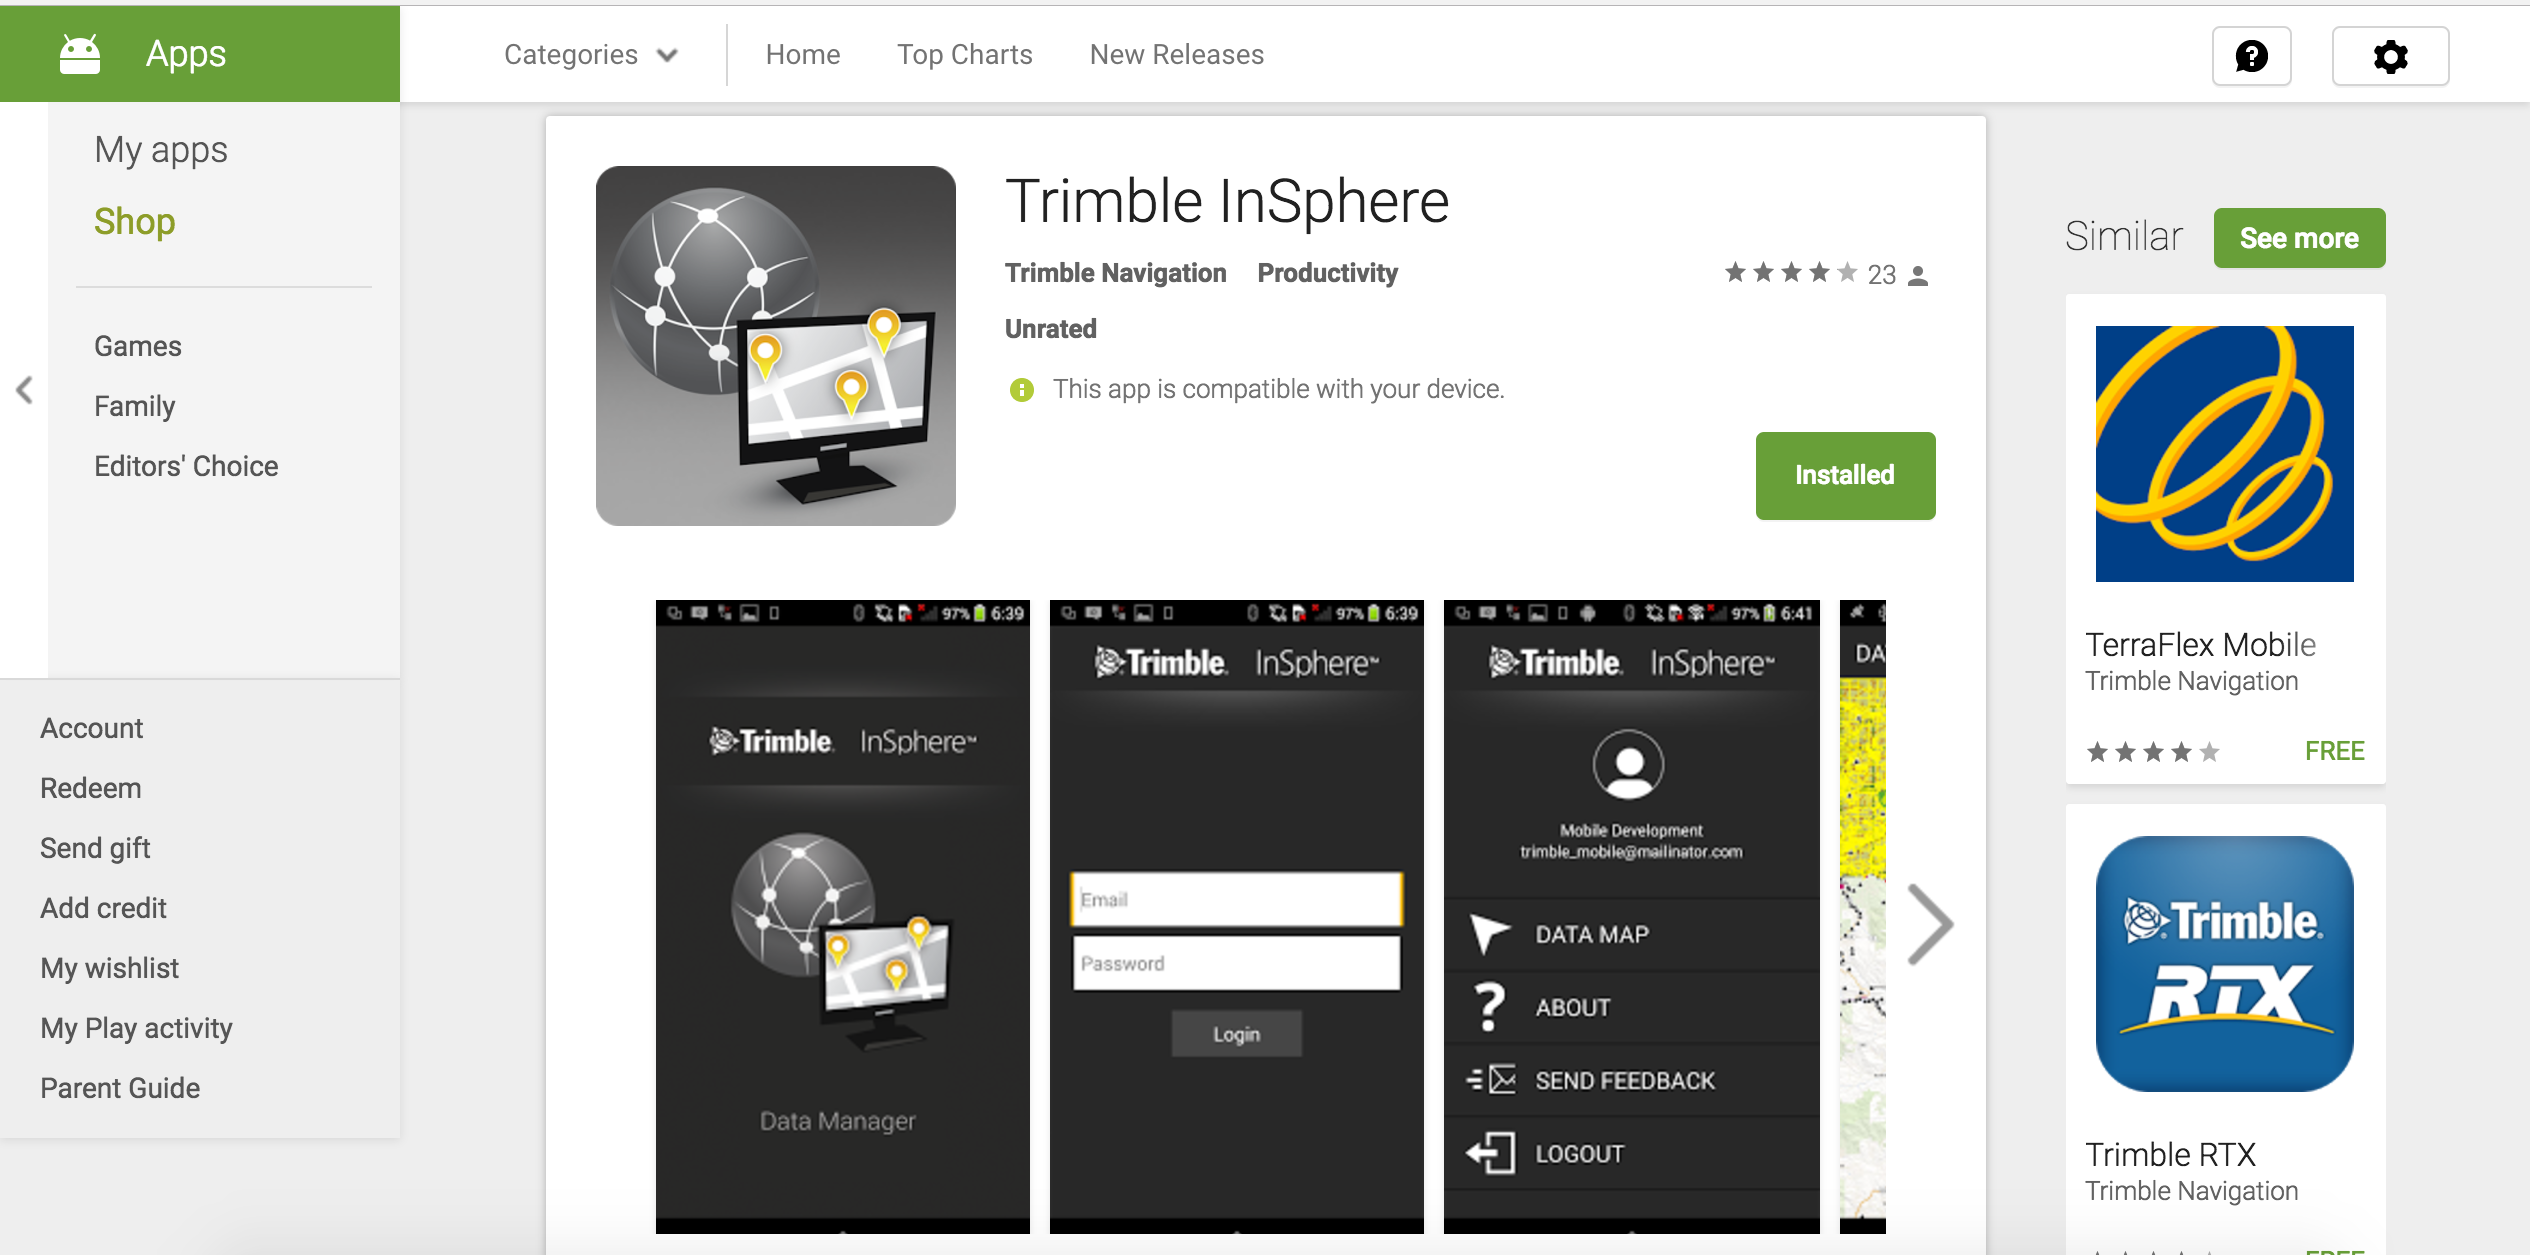 Apps
Categories
Home
Top Charts
New Releases
My apps
Shop
Games
Family
Editors' Choice
Account
Redeem
Send gift
Add credit
My wishlist
My Play activity
Parent Guide
Trimble InSphere
Trimble Navigation Productivity
23
Unrated
This app is compatible with your device.
Installed
97% 6:39
Trimble. InSphere™
Data Manager
97% 6:39
Trimble. InSphere™
Email
Password
Login
97% 6:41
Trimble. InSphere™
Mobile Development
trimble_mobile@mailinator.com
DATA MAP
ABOUT
SEND FEEDBACK
LOGOUT
DA
Similar
See more
TerraFlex Mobile
Trimble Navigation
FREE
Trimble.
RTX
Trimble RTX
Trimble Navigation
FREE